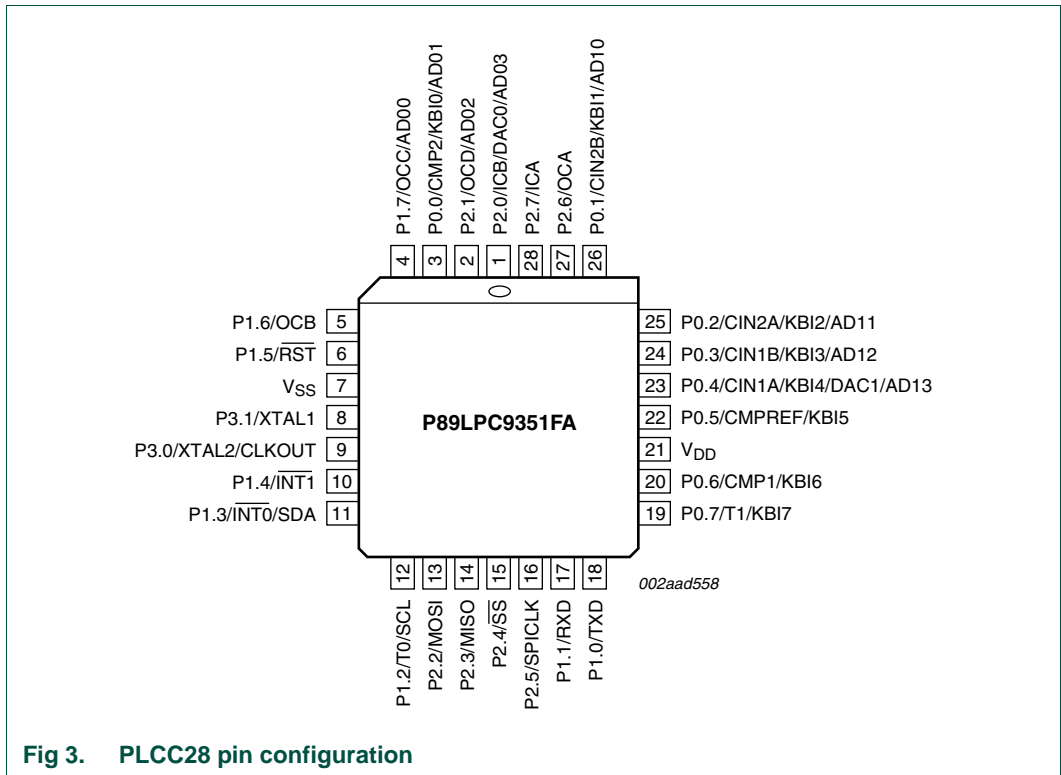 P1.7/OCC/AD00
P0.0/CMP2/KBI0/AD01
P2.1/OCD/AD02
P2.0/ICB/DAC0/AD03
P2.7/ICA
P2.6/OCA
P0.1/CIN2B/KBI1/AD10
4
3
2
1
28
27
26
P1.6/OCB 5
P1.5/R̅S̅T̅ 6
VSS 7
P3.1/XTAL1 8
P3.0/XTAL2/CLKOUT 9
P1.4/I̅N̅T̅1̅ 10
P1.3/I̅N̅T̅0̅/SDA 11
P89LPC9351FA
25 P0.2/CIN2A/KBI2/AD11
24 P0.3/CIN1B/KBI3/AD12
23 P0.4/CIN1A/KBI4/DAC1/AD13
22 P0.5/CMPREF/KBI5
21 VDD
20 P0.6/CMP1/KBI6
19 P0.7/T1/KBI7
12
13
14
15
16
17
18
P1.2/T0/SCL
P2.2/MOSI
P2.3/MISO
P2.4/S̅S̅
P2.5/SPICLK
P1.1/RXD
P1.0/TXD
002aad558
Fig 3. PLCC28 pin configuration